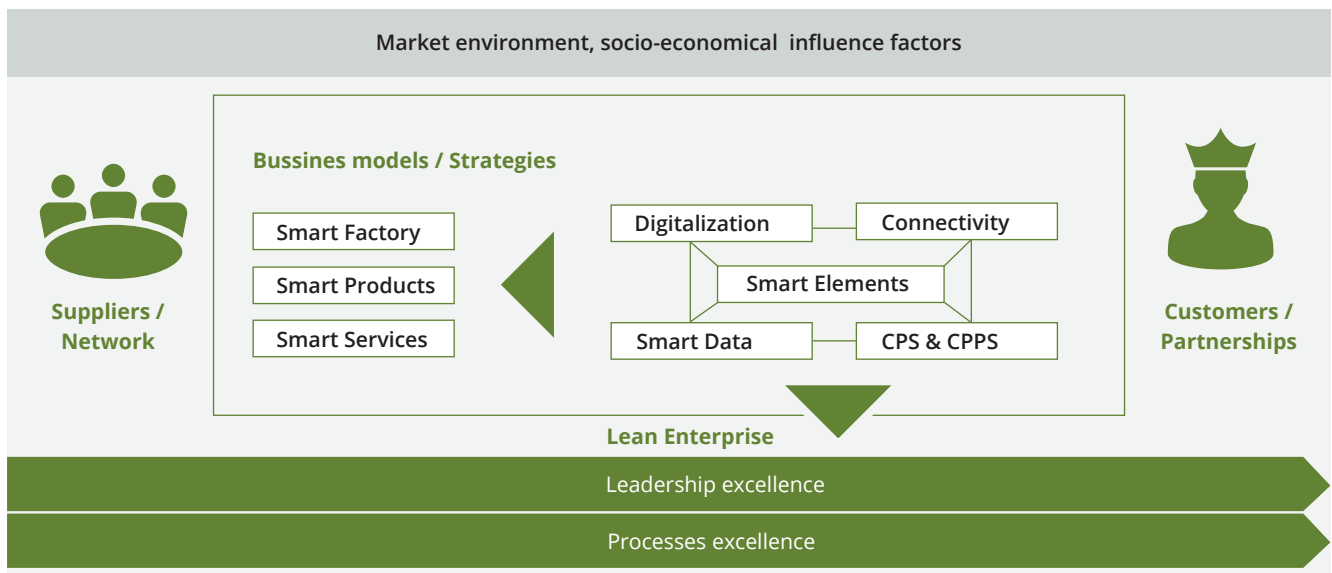 Market environment, socio-economical influence factors
Bussines models / Strategies
Smart Factory
Smart Products
Smart Services
Digitalization
Connectivity
Smart Elements
Smart Data
CPS & CPPS
Suppliers /
Network
Customers /
Partnerships
Lean Enterprise
Leadership excellence
Processes excellence